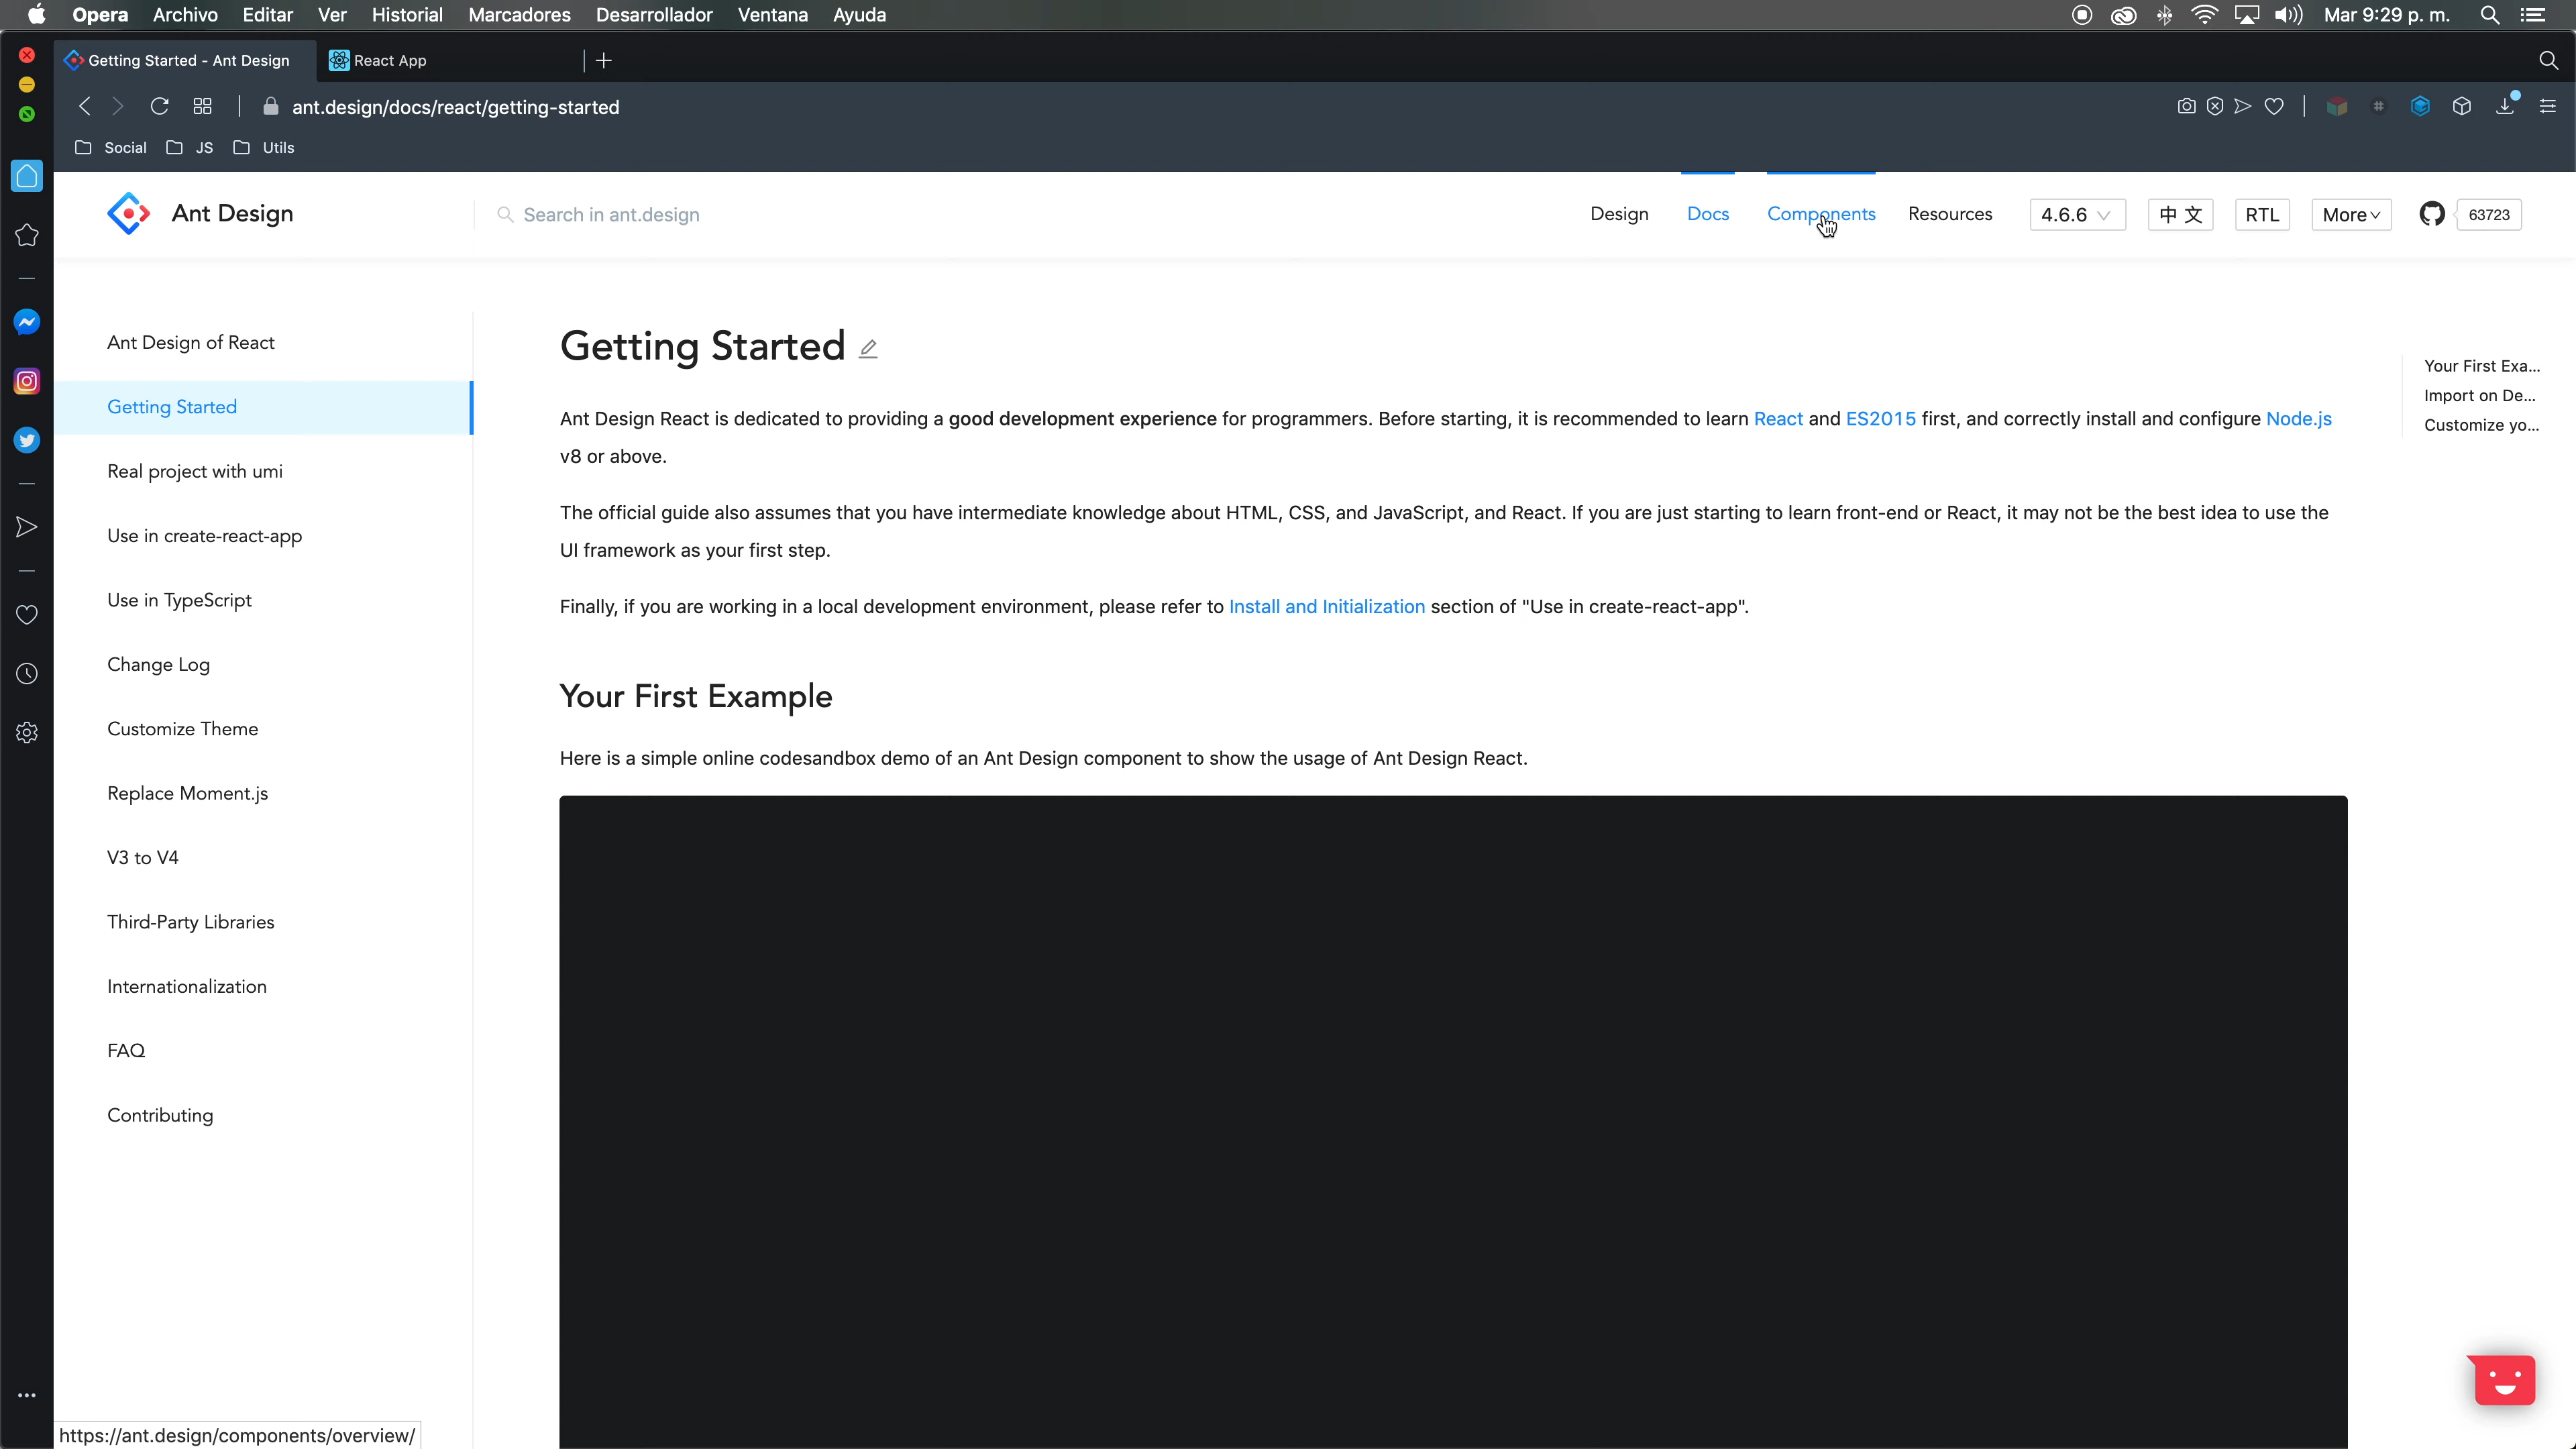 Opera Archivo Editar Ver Historial Marcadores Desarrollador Ventana Ayuda Mar 9:29 p. m.
Getting Started - Ant Design React App
ant.design/docs/react/getting-started
Social JS Utils
Ant Design Search in ant.design Design Docs Components Resources 4.6.6 中 文 RTL More 63723
Ant Design of React
Getting Started
Real project with umi
Use in create-react-app
Use in TypeScript
Change Log
Customize Theme
Replace Moment.js
V3 to V4
Third-Party Libraries
Internationalization
FAQ
Contributing
Getting Started
Ant Design React is dedicated to providing a good development experience for programmers. Before starting, it is recommended to learn React and ES2015 first, and correctly install and configure Node.js
v8 or above.
The official guide also assumes that you have intermediate knowledge about HTML, CSS, and JavaScript, and React. If you are just starting to learn front-end or React, it may not be the best idea to use the
UI framework as your first step.
Finally, if you are working in a local development environment, please refer to Install and Initialization section of "Use in create-react-app".
Your First Example
Here is a simple online codesandbox demo of an Ant Design component to show the usage of Ant Design React.
Your First Exa...
Import on De...
Customize yo...
https://ant.design/components/overview/